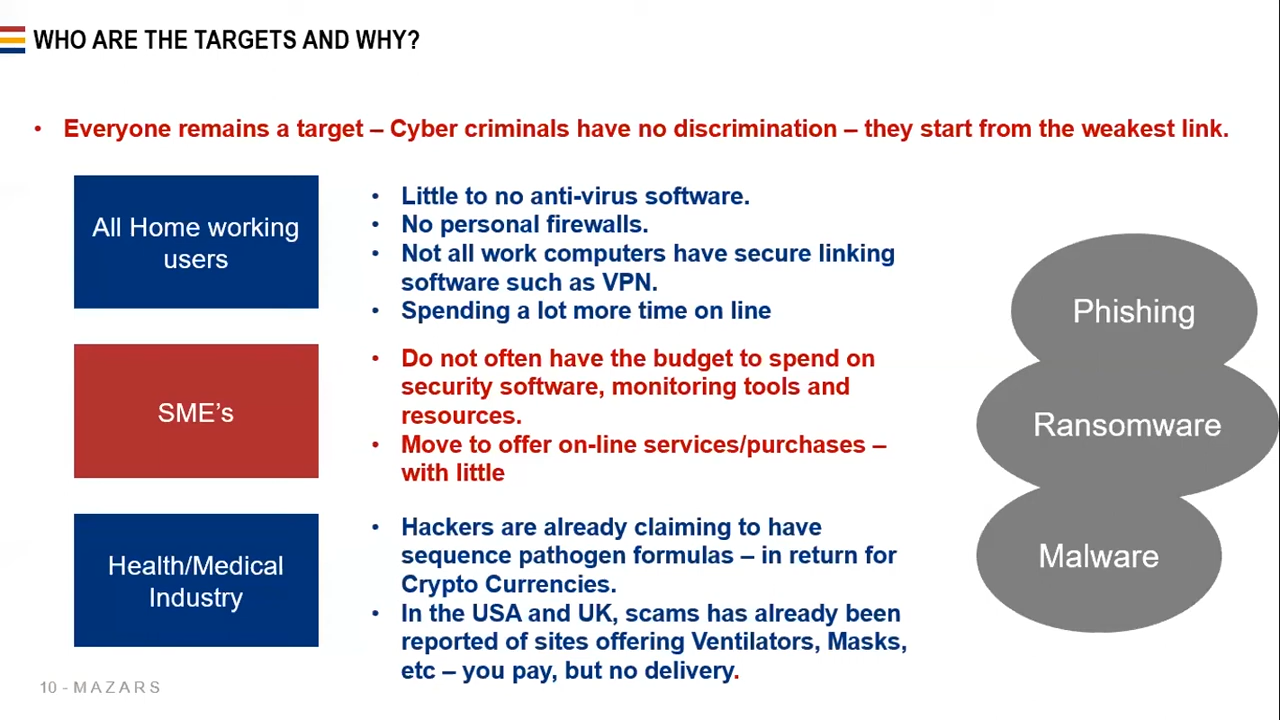 WHO ARE THE TARGETS AND WHY?
• Everyone remains a target – Cyber criminals have no discrimination – they start from the weakest link.
All Home working
users
• Little to no anti-virus software.
• No personal firewalls.
• Not all work computers have secure linking
software such as VPN.
• Spending a lot more time on line
SME's
• Do not often have the budget to spend on
security software, monitoring tools and
resources.
• Move to offer on-line services/purchases –
with little
Health/Medical
Industry
• Hackers are already claiming to have
sequence pathogen formulas – in return for
Crypto Currencies.
• In the USA and UK, scams has already been
reported of sites offering Ventilators, Masks,
etc – you pay, but no delivery.
Phishing
Ransomware
Malware
10 - MAZARS